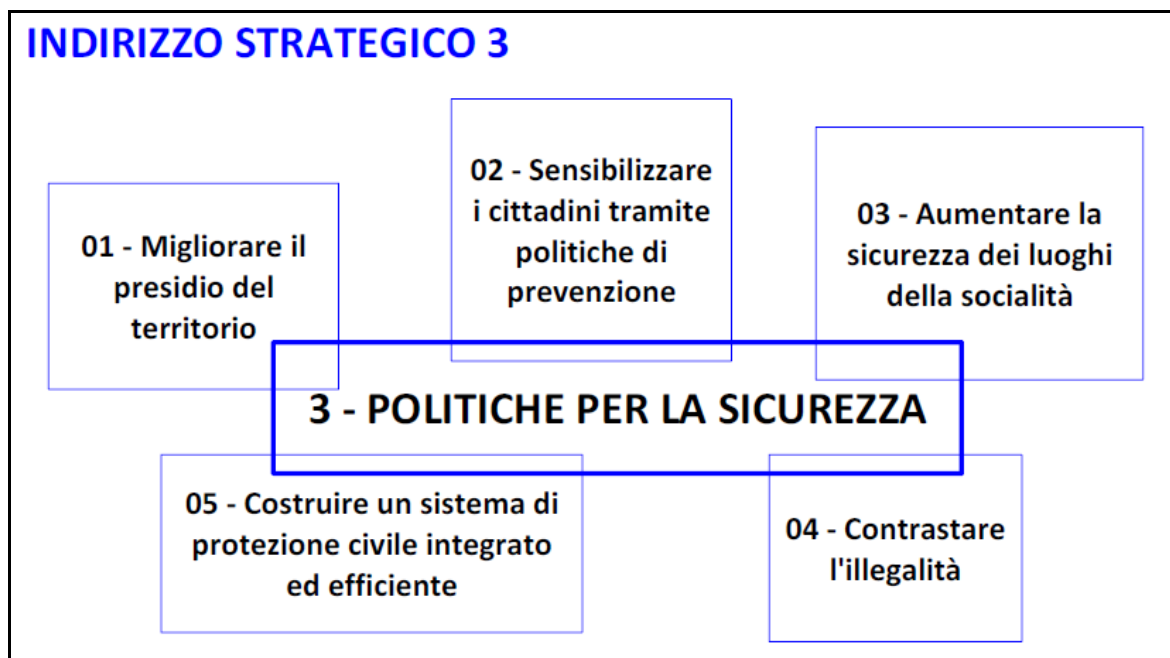 INDIRIZZO STRATEGICO 3
01 - Migliorare il
presidio del
territorio
02 - Sensibilizzare
i cittadini tramite
politiche di
prevenzione
03 - Aumentare la
sicurezza dei luoghi
della socialità
3 - POLITICHE PER LA SICUREZZA
05 - Costruire un sistema di
protezione civile integrato
ed efficiente
04 - Contrastare
l'illegalità